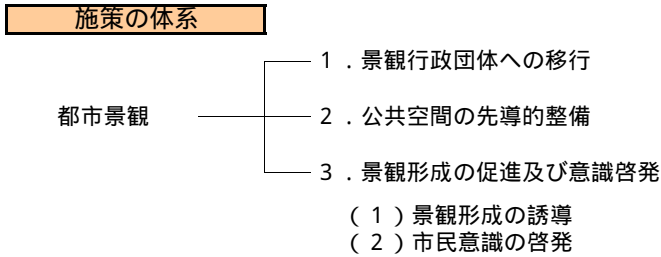 施策の体系
1.景観行政団体への移行
都市景観
2.公共空間の先導的整備
3.景観形成の促進及び意識啓発
(1)景観形成の誘導
(2)市民意識の啓発